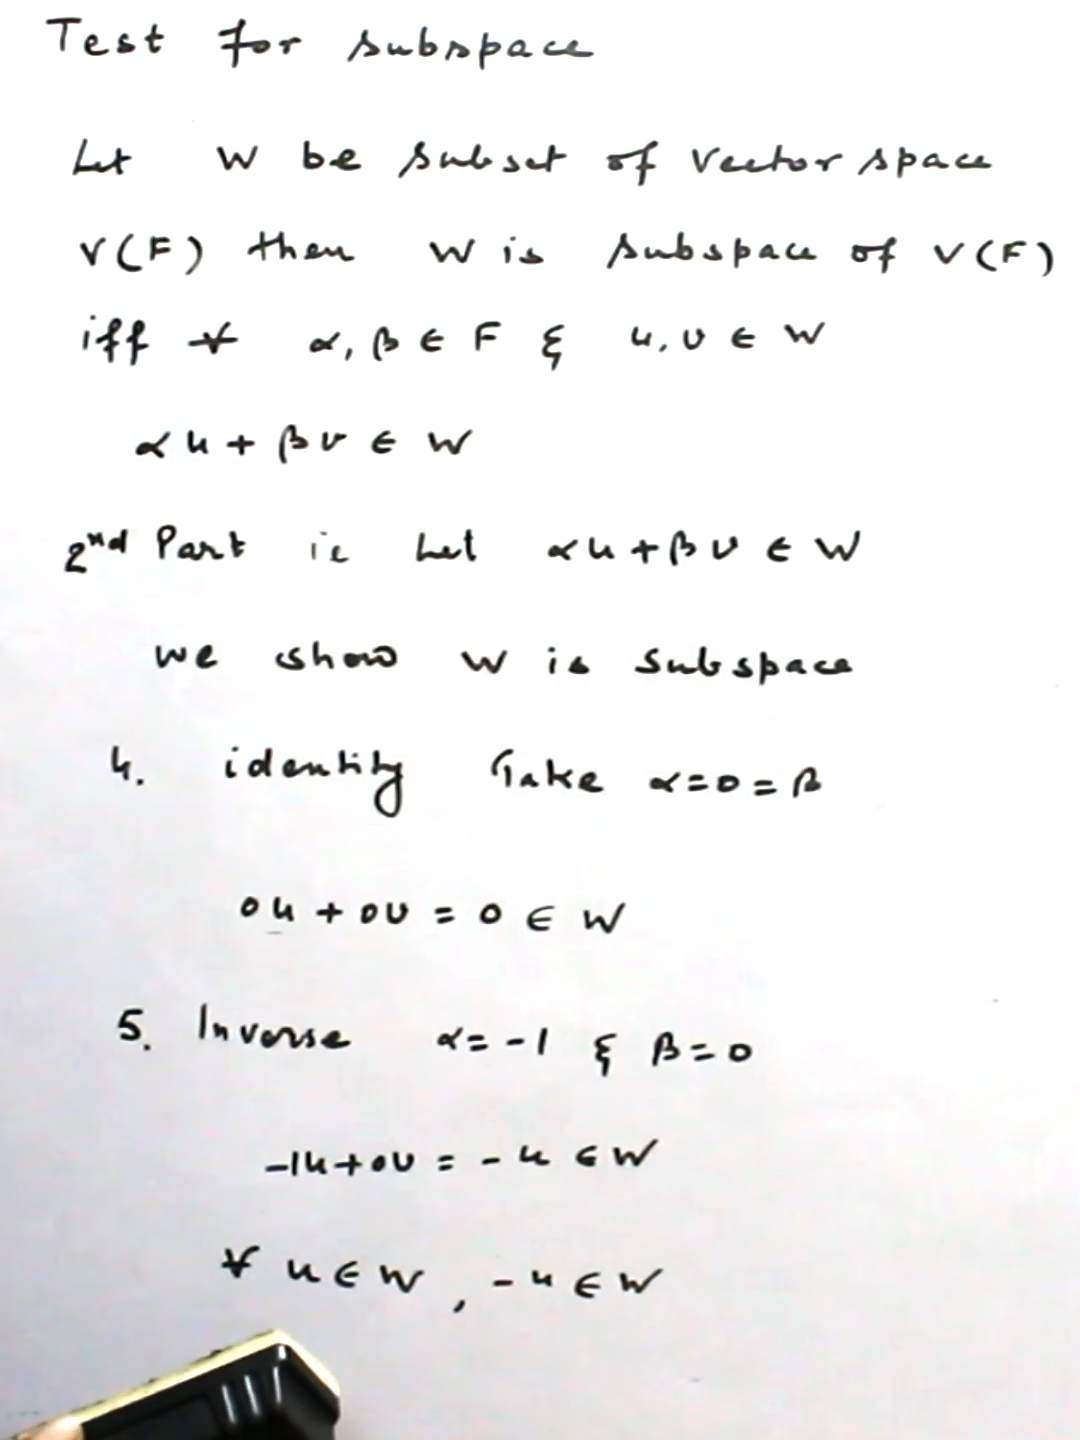 Test for subspace
Let W be subset of vector space
V(F) then W is subspace of V(F)
iff ∀ α, β ∈ F & u, v ∈ W
αu + βv ∈ W
2nd Part ie Let αu + βv ∈ W
we show W is subspace
4. identity Take α=0=β
0u + 0v = 0 ∈ W
5. Inverse α=-1 & β=0
-1u+0v = -u ∈ W
∀ u ∈ W, -u ∈ W